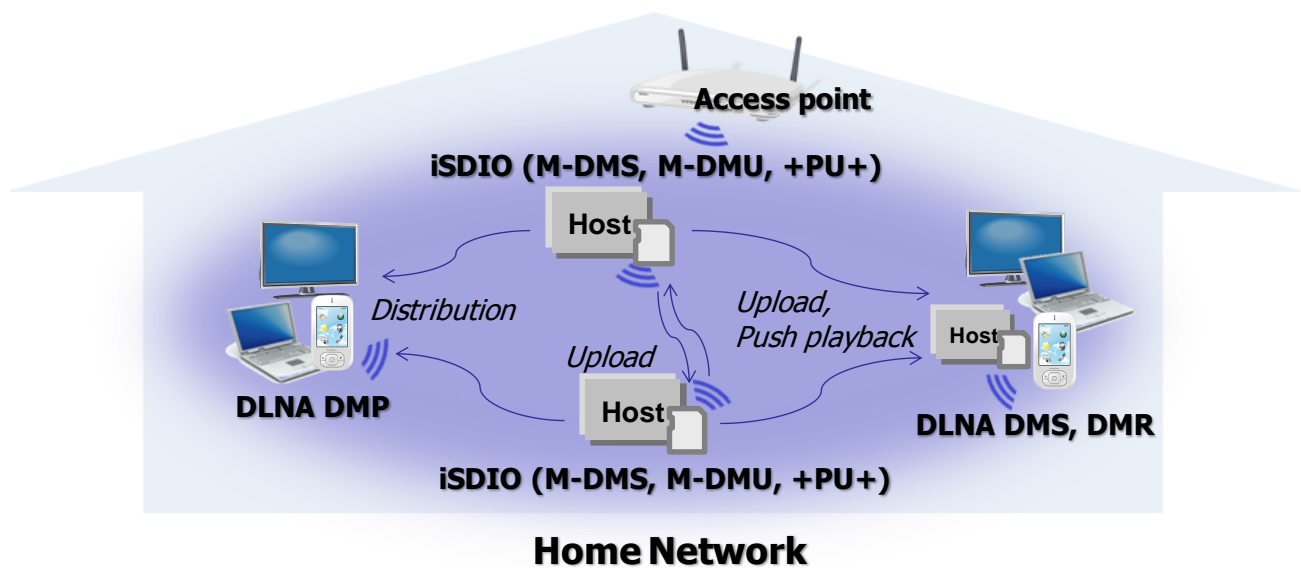 Access point
iSDIO (M-DMS, M-DMU, +PU+)
Host
Distribution
Upload,
Push playback
Host
Upload
Host
DLNA DMP
DLNA DMS, DMR
iSDIO (M-DMS, M-DMU, +PU+)
Home Network